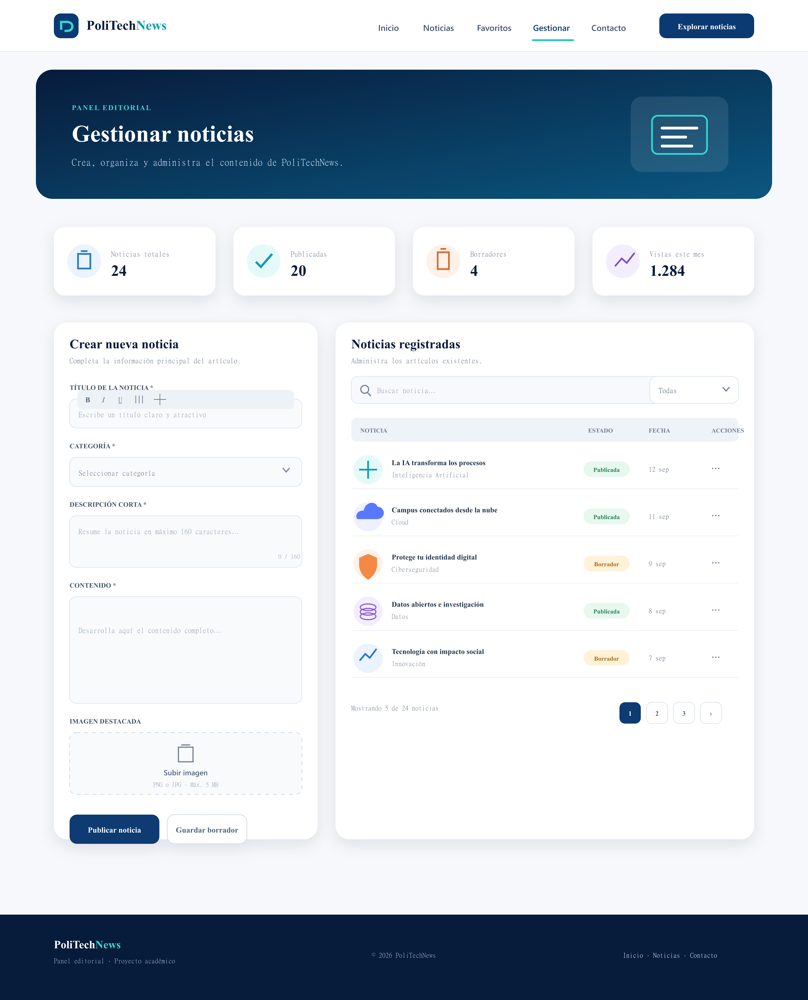 PoliTechNews
Inicio Noticias Favoritos Gestionar Contacto Explorar noticias
PANEL EDITORIAL
Gestionar noticias
Crea, organiza y administra el contenido de PoliTechNews.
Noticias totales
24
Publicadas
20
Borradores
4
Vistas este mes
1.284
Crear nueva noticia
Completa la información principal del artículo.
TÍTULO DE LA NOTICIA *
B I U
Escribe un título claro y atractivo
CATEGORÍA *
Seleccionar categoría
DESCRIPCIÓN CORTA *
Resume la noticia en máximo 160 caracteres...
0 / 160
CONTENIDO *
Desarrolla aquí el contenido completo...
IMAGEN DESTACADA
Subir imagen
PNG o JPG · Máx. 5 MB
Publicar noticia Guardar borrador
Noticias registradas
Administra los artículos existentes.
Buscar noticia... Todas
NOTICIA ESTADO FECHA ACCIONES
La IA transforma los procesos
Inteligencia Artificial
Publicada 12 sep ...
Campus conectados desde la nube
Cloud
Publicada 11 sep ...
Protege tu identidad digital
Ciberseguridad
Borrador 9 sep ...
Datos abiertos e investigación
Datos
Publicada 8 sep ...
Tecnología con impacto social
Innovación
Borrador 7 sep ...
Mostrando 5 de 24 noticias
1 2 3 ›
PoliTechNews
Panel editorial · Proyecto académico
© 2026 PoliTechNews
Inicio · Noticias · Contacto